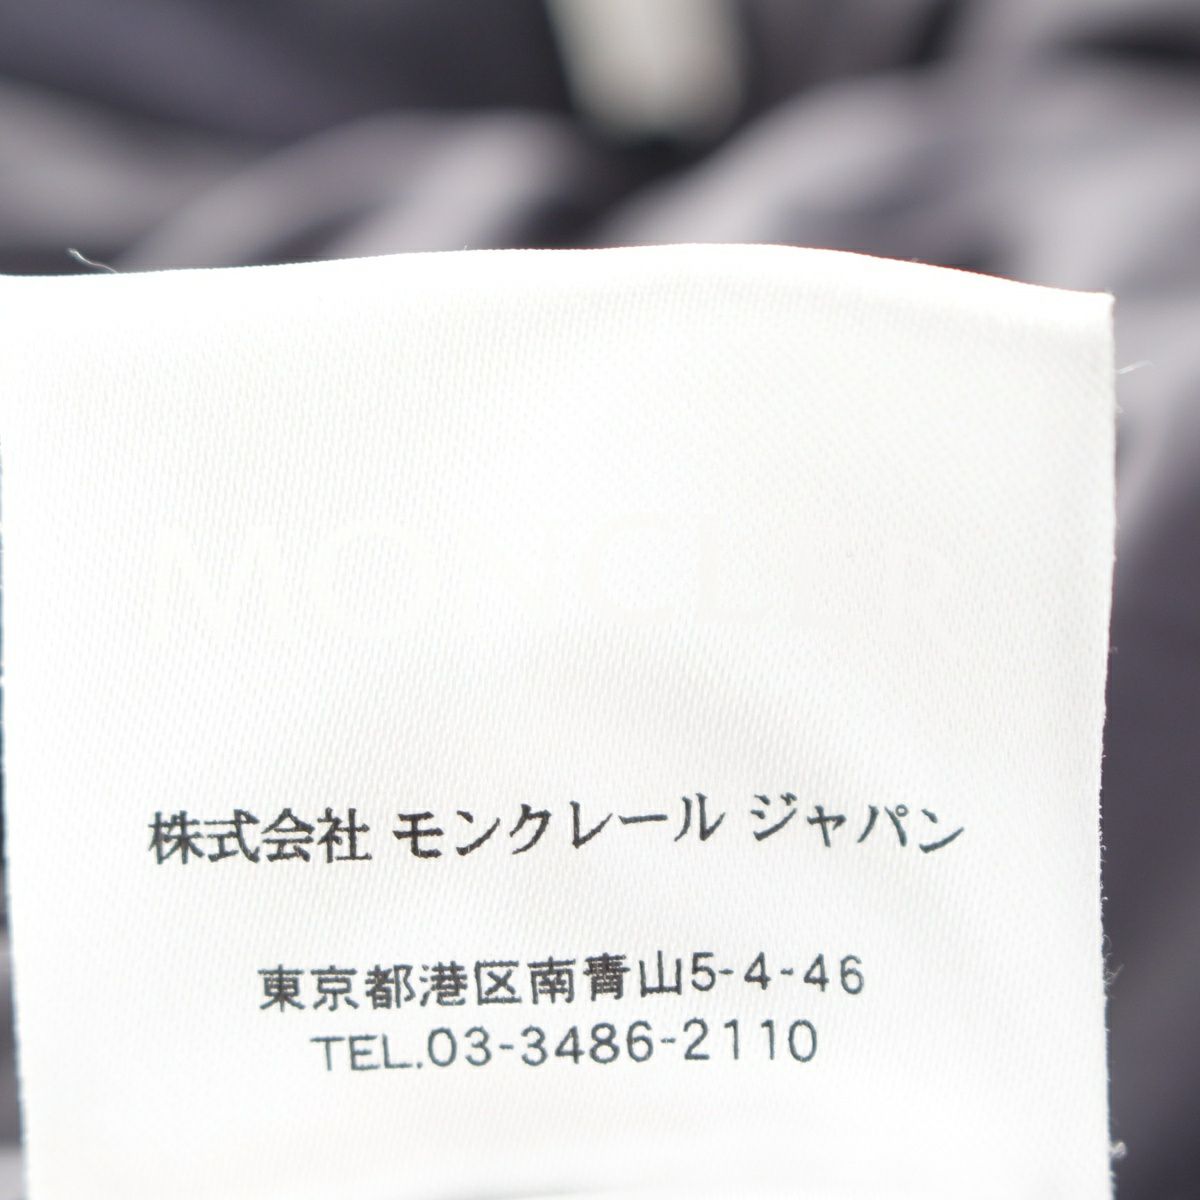 MONCLER
株式会社 モンクレール ジャパン
東京都港区南青山5-4-46
TEL.03-3486-2110